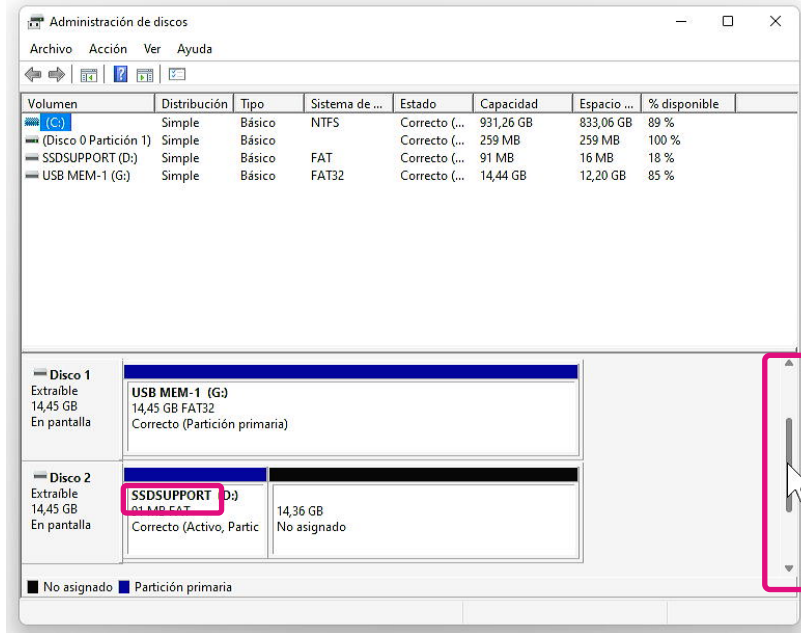 Administración de discos
Archivo Acción Ver Ayuda
Volumen Distribución Tipo Sistema de ... Estado Capacidad Espacio ... % disponible
(C:) Simple Básico NTFS Correcto (... 931,26 GB 833,06 GB 89 %
(Disco 0 Partición 1) Simple Básico Correcto (... 259 MB 259 MB 100 %
SSDSUPPORT (D:) Simple Básico FAT Correcto (... 91 MB 16 MB 18 %
USB MEM-1 (G:) Simple Básico FAT32 Correcto (... 14,44 GB 12,20 GB 85 %
Disco 1
Extraíble
14,45 GB
En pantalla
USB MEM-1 (G:)
14,45 GB FAT32
Correcto (Partición primaria)
Disco 2
Extraíble
14,45 GB
En pantalla
SSDSUPPORT (D:)
91 MB FAT
Correcto (Activo, Partic
14,36 GB
No asignado
No asignado Partición primaria